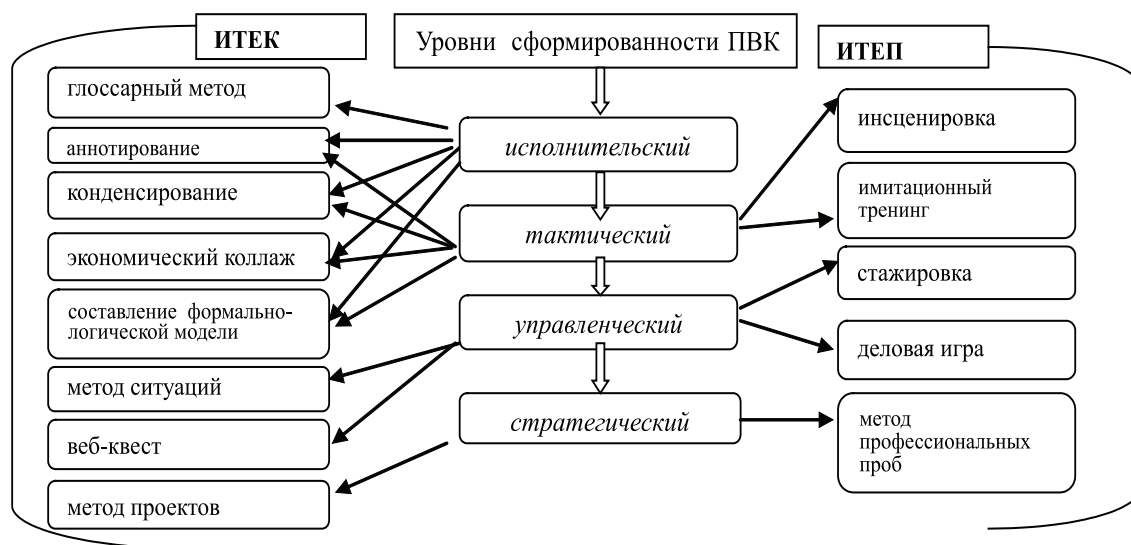 ИТЕК
Уровни сформированности ПВК
ИТЕП
глоссарный метод
аннотирование
конденсирование
экономический коллаж
составление формально-
логической модели
метод ситуаций
веб-квест
метод проектов
исполнительский
тактический
управленческий
стратегический
инсценировка
имитационный
тренинг
стажировка
деловая игра
метод
профессиональных
проб